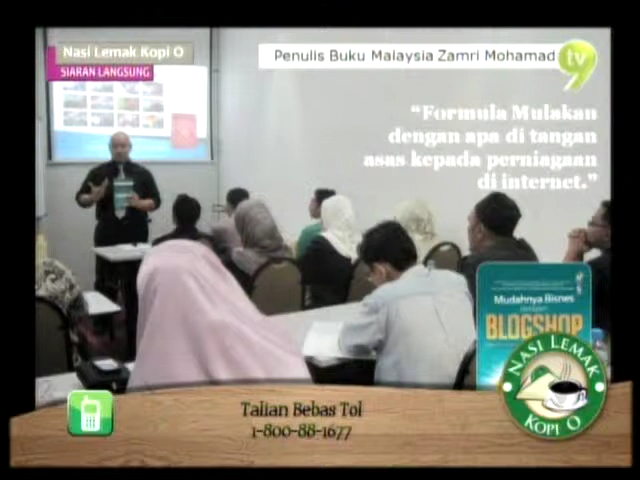 Nasi Lemak Kopi O
SIARAN LANGSUNG
Penulis Buku Malaysia Zamri Mohamad
tv9
“Formula Mulakan
dengan apa di tangan
asas kepada perniagaan
di internet.”
Mudahnya Bisnes
BLOGSHOP
NASI LEMAK
KOPI O
Talian Bebas Tol
1-800-88-1677